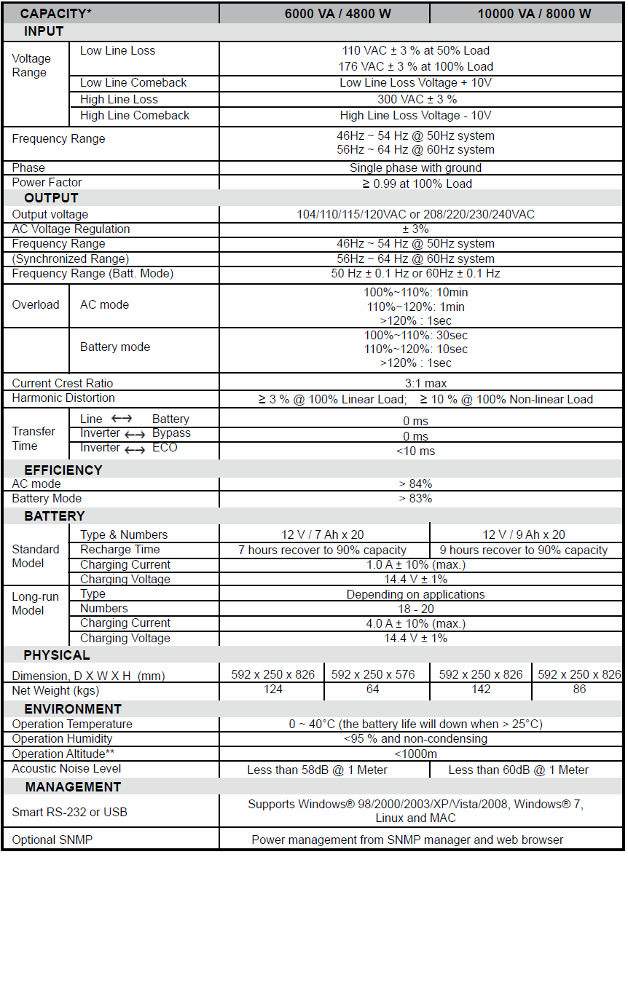 CAPACITY* 6000 VA / 4800 W 10000 VA / 8000 W
INPUT
Voltage Range Low Line Loss 110 VAC ± 3 % at 50% Load
176 VAC ± 3 % at 100% Load
Low Line Comeback Low Line Loss Voltage + 10V
High Line Loss 300 VAC ± 3 %
High Line Comeback High Line Loss Voltage - 10V
Frequency Range 46Hz ~ 54 Hz @ 50Hz system
56Hz ~ 64 Hz @ 60Hz system
Phase Single phase with ground
Power Factor ≥ 0.99 at 100% Load
OUTPUT
Output voltage 104/110/115/120VAC or 208/220/230/240VAC
AC Voltage Regulation ± 3%
Frequency Range 46Hz ~ 54 Hz @ 50Hz system
(Synchronized Range) 56Hz ~ 64 Hz @ 60Hz system
Frequency Range (Batt. Mode) 50 Hz ± 0.1 Hz or 60Hz ± 0.1 Hz
Overload AC mode 100%~110%: 10min
110%~120%: 1min
>120% : 1sec
Battery mode 100%~110%: 30sec
110%~120%: 10sec
>120% : 1sec
Current Crest Ratio 3:1 max
Harmonic Distortion ≥ 3 % @ 100% Linear Load; ≥ 10 % @ 100% Non-linear Load
Transfer Time Line ←→ Battery 0 ms
Inverter ←→ Bypass 0 ms
Inverter ←→ ECO <10 ms
EFFICIENCY
AC mode > 84%
Battery Mode > 83%
BATTERY
Standard Model Type & Numbers 12 V / 7 Ah x 20 12 V / 9 Ah x 20
Recharge Time 7 hours recover to 90% capacity 9 hours recover to 90% capacity
Charging Current 1.0 A ± 10% (max.)
Charging Voltage 14.4 V ± 1%
Long-run Model Type Depending on applications
Numbers 18 - 20
Charging Current 4.0 A ± 10% (max.)
Charging Voltage 14.4 V ± 1%
PHYSICAL
Dimension, D X W X H (mm) 592 x 250 x 826 592 x 250 x 576 592 x 250 x 826 592 x 250 x 826
Net Weight (kgs) 124 64 142 86
ENVIRONMENT
Operation Temperature 0 ~ 40°C (the battery life will down when > 25°C)
Operation Humidity <95 % and non-condensing
Operation Altitude** <1000m
Acoustic Noise Level Less than 58dB @ 1 Meter Less than 60dB @ 1 Meter
MANAGEMENT
Smart RS-232 or USB Supports Windows® 98/2000/2003/XP/Vista/2008, Windows® 7,
Linux and MAC
Optional SNMP Power management from SNMP manager and web browser